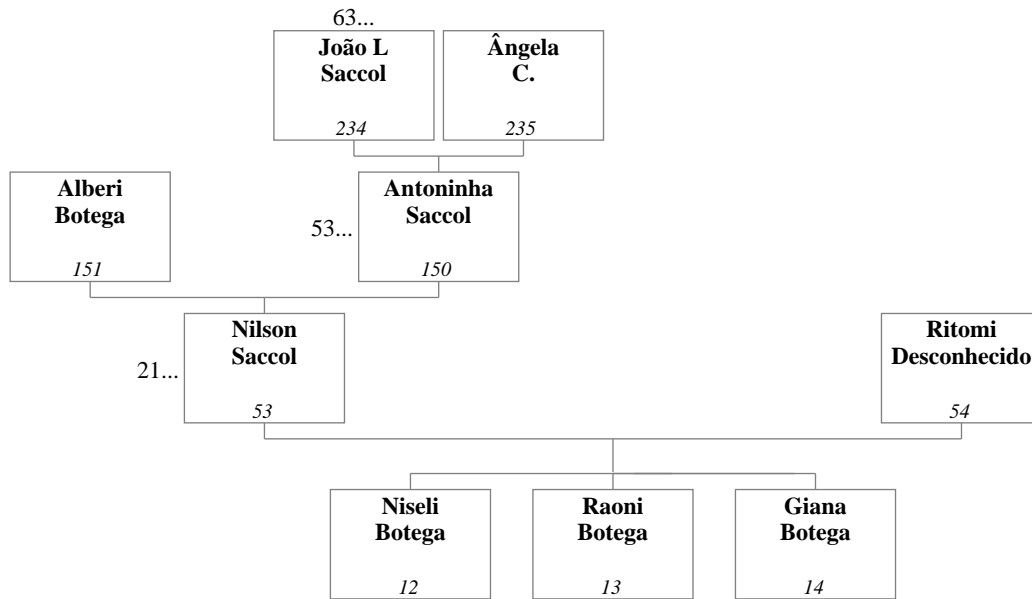 63...
João L
Saccol
234
Ângela
C.
235
Alberi
Botega
151
53...
Antoninha
Saccol
150
21...
Nilson
Saccol
53
Ritomi
Desconhecido
54
Niseli
Botega
12
Raoni
Botega
13
Giana
Botega
14